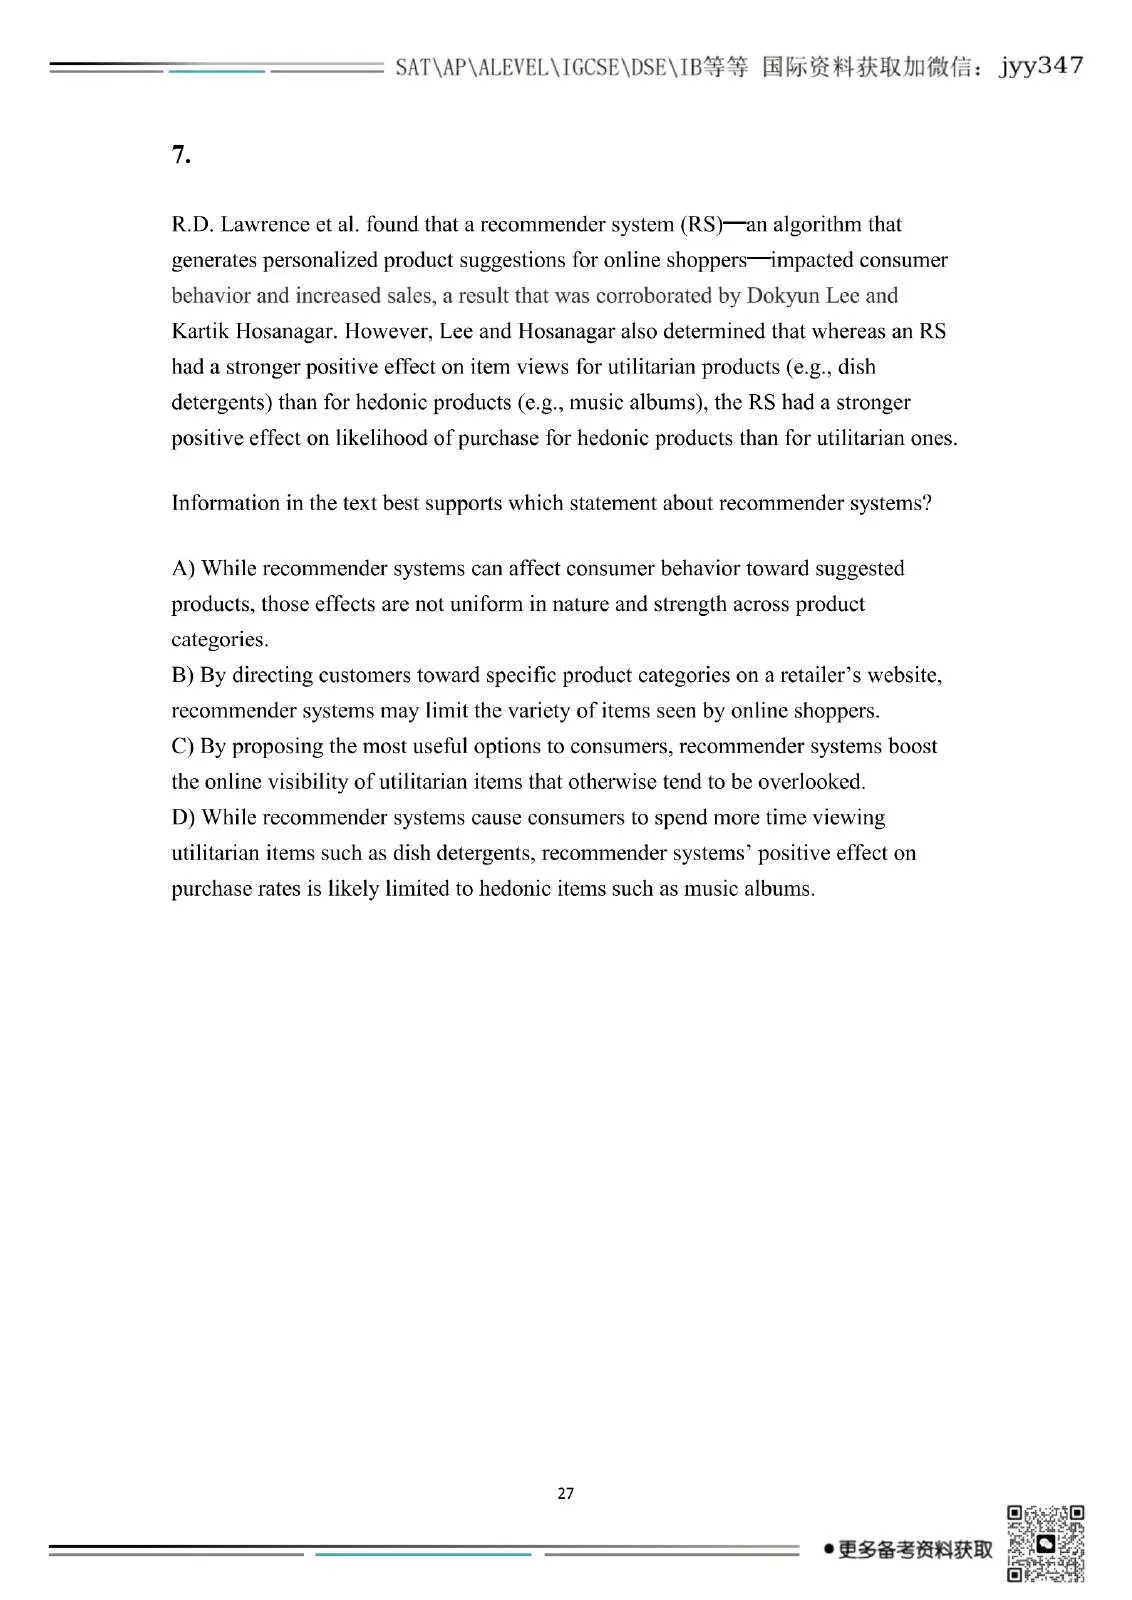 SAT\AP\ALEVEL\IGCSE\DSE\IB等等 国际资料获取加微信： jyy347
7.
R.D. Lawrence et al. found that a recommender system (RS)—an algorithm that
generates personalized product suggestions for online shoppers—impacted consumer
behavior and increased sales, a result that was corroborated by Dokyun Lee and
Kartik Hosanagar. However, Lee and Hosanagar also determined that whereas an RS
had a stronger positive effect on item views for utilitarian products (e.g., dish
detergents) than for hedonic products (e.g., music albums), the RS had a stronger
positive effect on likelihood of purchase for hedonic products than for utilitarian ones.
Information in the text best supports which statement about recommender systems?
A) While recommender systems can affect consumer behavior toward suggested
products, those effects are not uniform in nature and strength across product
categories.
B) By directing customers toward specific product categories on a retailer’s website,
recommender systems may limit the variety of items seen by online shoppers.
C) By proposing the most useful options to consumers, recommender systems boost
the online visibility of utilitarian items that otherwise tend to be overlooked.
D) While recommender systems cause consumers to spend more time viewing
utilitarian items such as dish detergents, recommender systems’ positive effect on
purchase rates is likely limited to hedonic items such as music albums.
27
●更多备考资料获取